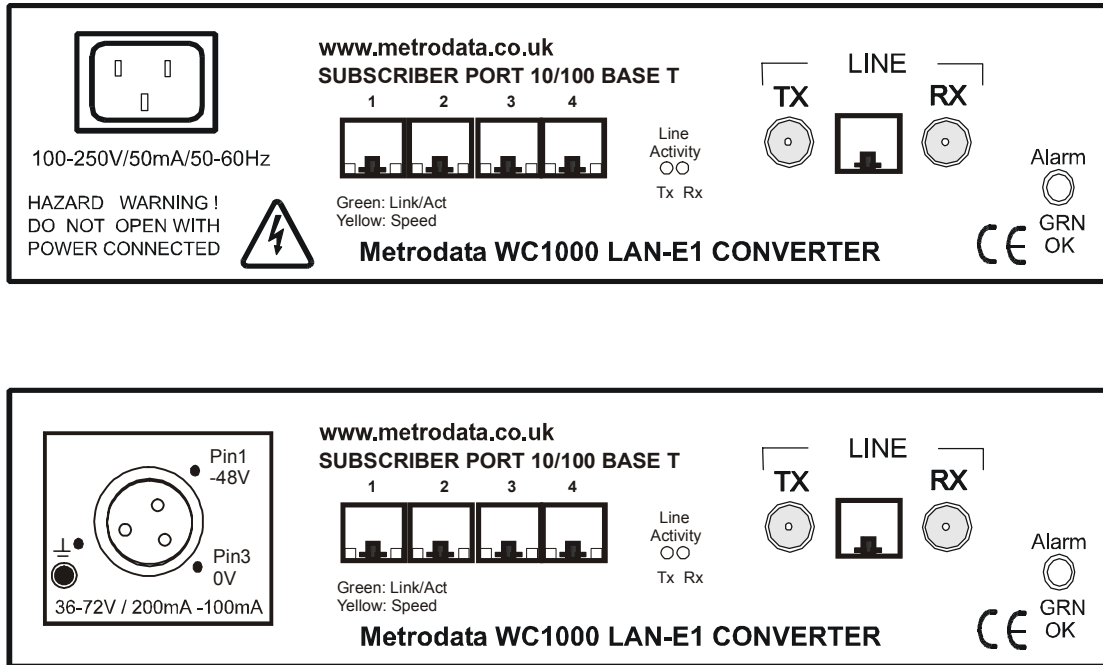 www.metrodata.co.uk
SUBSCRIBER PORT 10/100 BASE T
1 2 3 4
LINE
TX RX
100-250V/50mA/50-60Hz
Line
Activity
Tx Rx
Alarm
GRN
OK
HAZARD WARNING !
DO NOT OPEN WITH
POWER CONNECTED
Green: Link/Act
Yellow: Speed
Metrodata WC1000 LAN-E1 CONVERTER
CE
www.metrodata.co.uk
SUBSCRIBER PORT 10/100 BASE T
1 2 3 4
LINE
TX RX
Pin1
-48V
Pin3
0V
36-72V / 200mA -100mA
Line
Activity
Tx Rx
Alarm
GRN
OK
Green: Link/Act
Yellow: Speed
Metrodata WC1000 LAN-E1 CONVERTER
CE